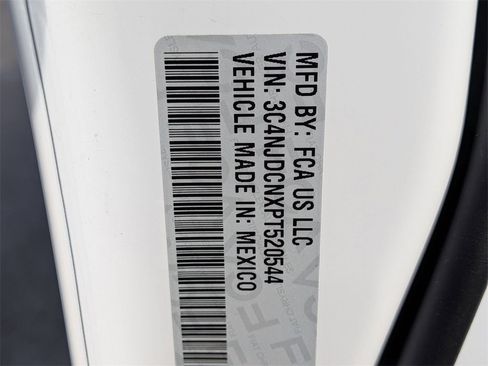 MFD BY: FCA US LLC
VIN: 3C4NJDCNXPT520544
VEHICLE MADE IN: MEXICO